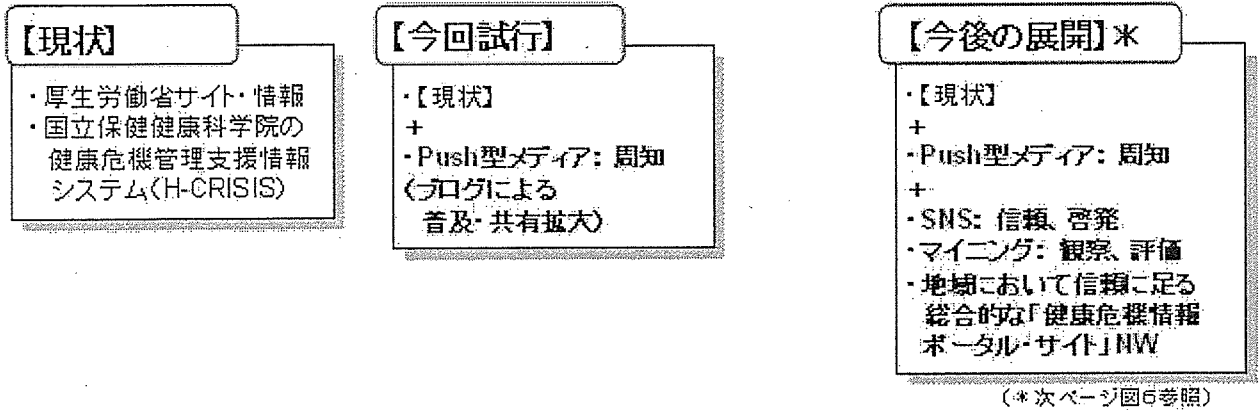 【現状】
・厚生労働省サイト・情報
・国立保健健康科学院の
健康危機管理支援情報
システム(H-CRISIS)
【今回試行】
・【現状】
+
・Push型メディア: 周知
(ブログによる
普及・共有拡大)
【今後の展開】*
・【現状】
+
・Push型メディア: 周知
+
・SNS: 信頼、啓発
・マイニング: 観察、評価
・地域において信頼に足る
総合的な「健康危機情報
ポータル・サイト」NW
(*次ページ図6参照)